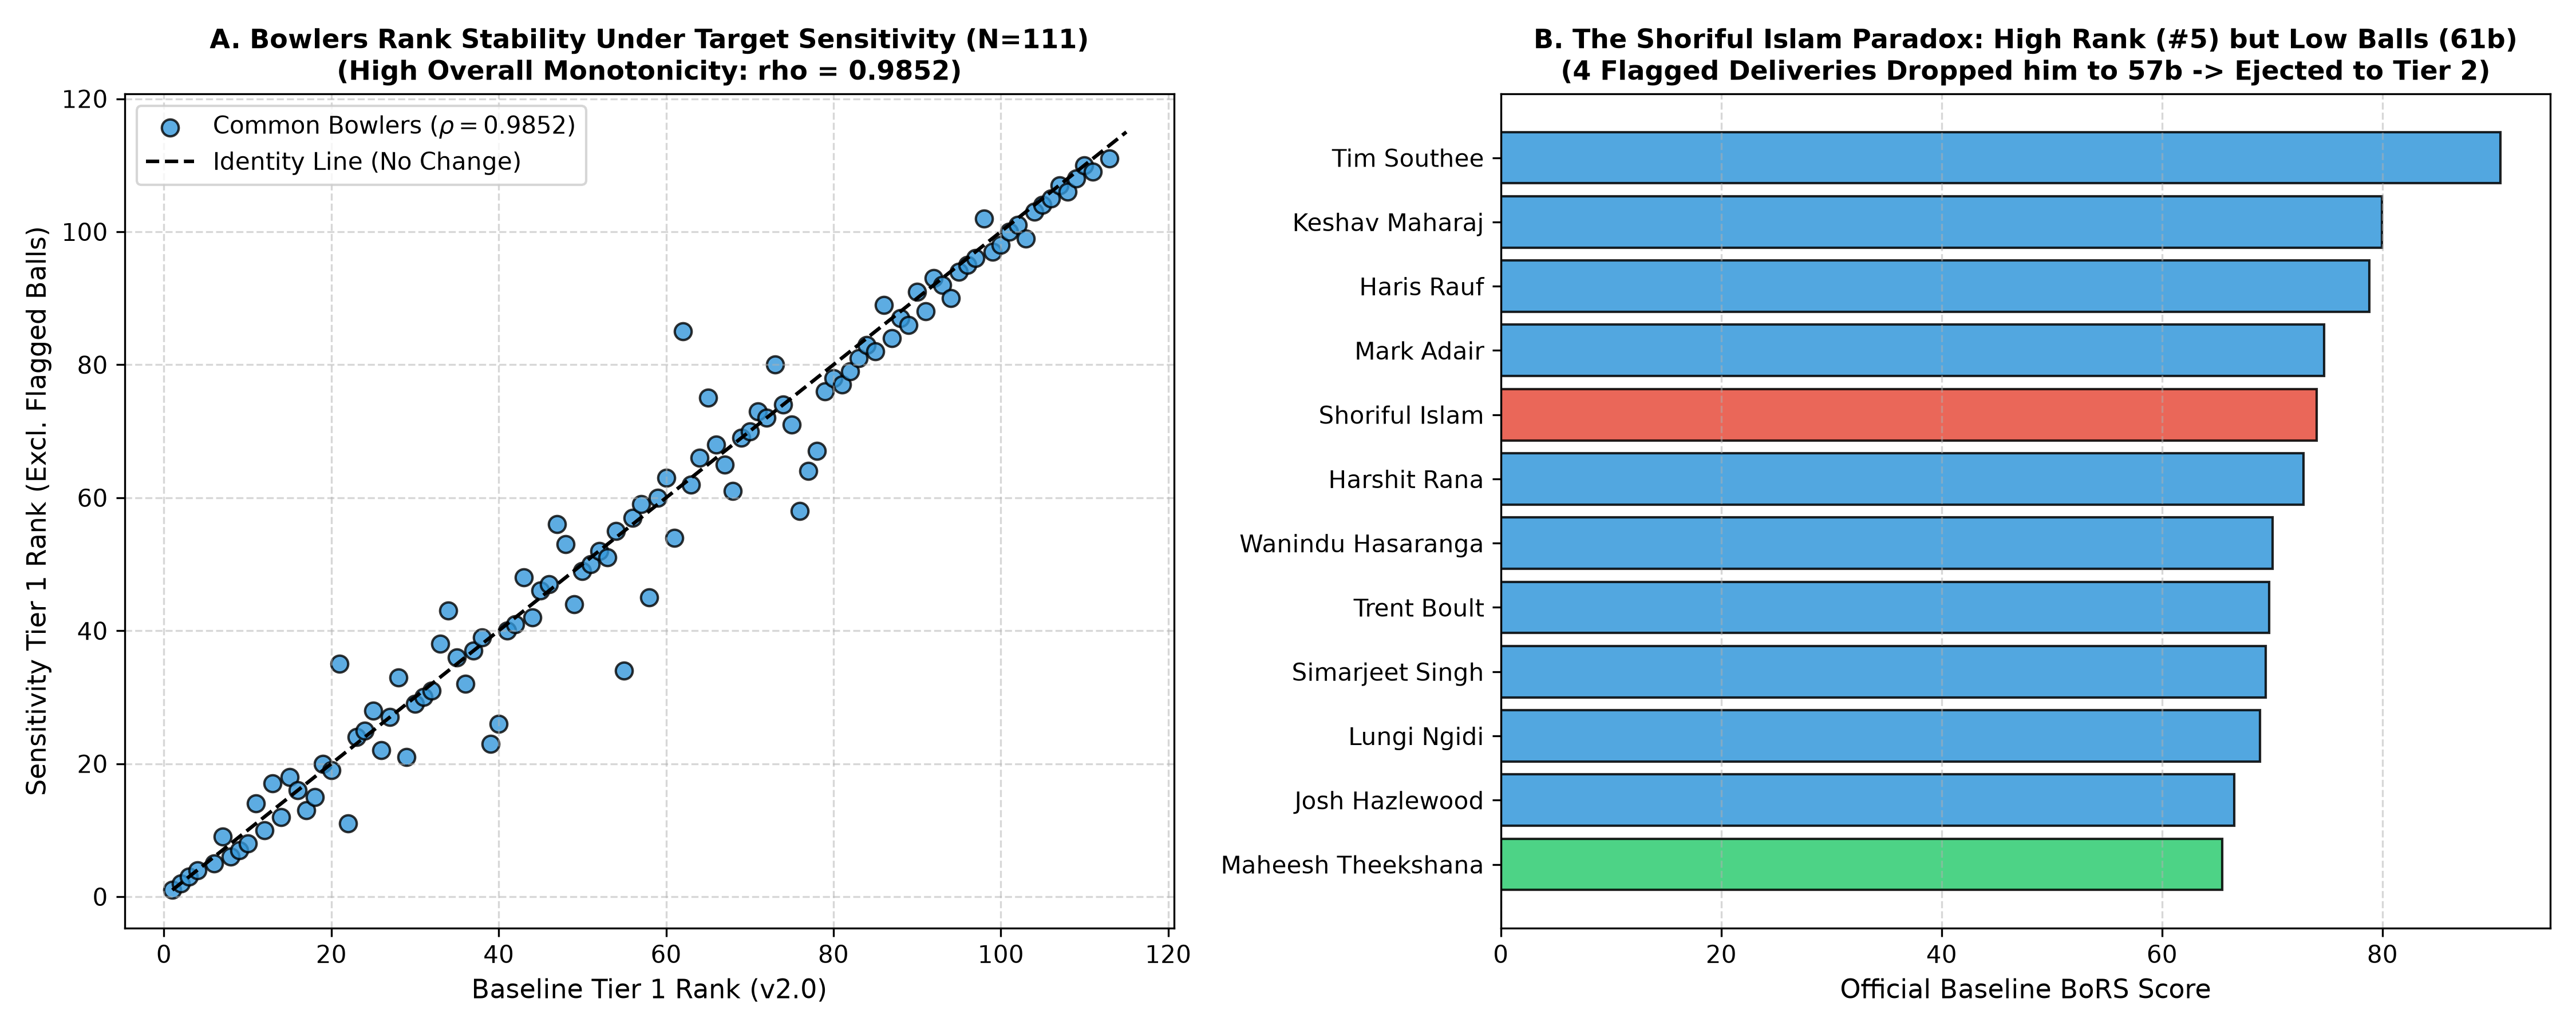 A. Bowlers Rank Stability Under Target Sensitivity (N=111)
(High Overall Monotonicity: rho = 0.9852)
Common Bowlers (ρ = 0.9852)
Identity Line (No Change)
Sensitivity Tier 1 Rank (Excl. Flagged Balls)
120
100
80
60
40
20
0
0 20 40 60 80 100 120
Baseline Tier 1 Rank (v2.0)
B. The Shoriful Islam Paradox: High Rank (#5) but Low Balls (61b)
(4 Flagged Deliveries Dropped him to 57b -> Ejected to Tier 2)
Tim Southee
Keshav Maharaj
Haris Rauf
Mark Adair
Shoriful Islam
Harshit Rana
Wanindu Hasaranga
Trent Boult
Simarjeet Singh
Lungi Ngidi
Josh Hazlewood
Maheesh Theekshana
0 20 40 60 80
Official Baseline BoRS Score